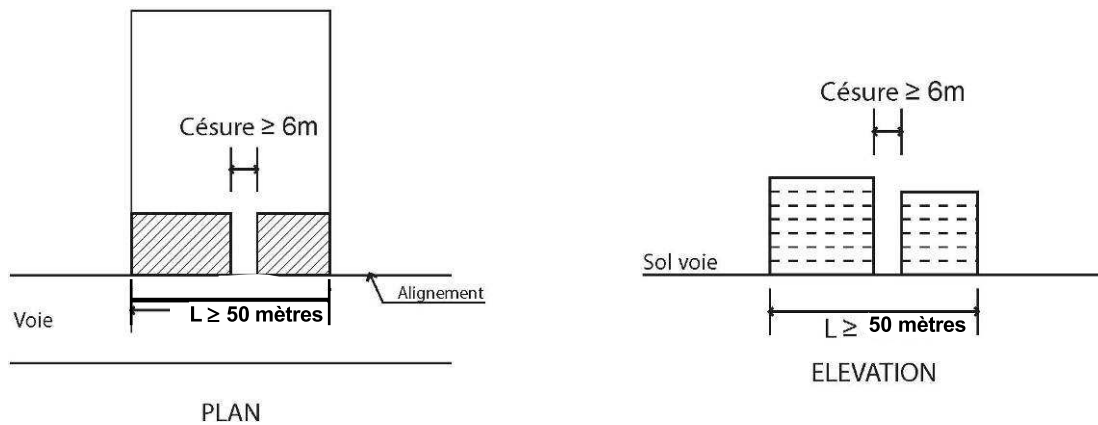 Césure ≥ 6m
Alignement
L ≥ 50 mètres
Voie
PLAN
Césure ≥ 6m
Sol voie
L ≥ 50 mètres
ELEVATION